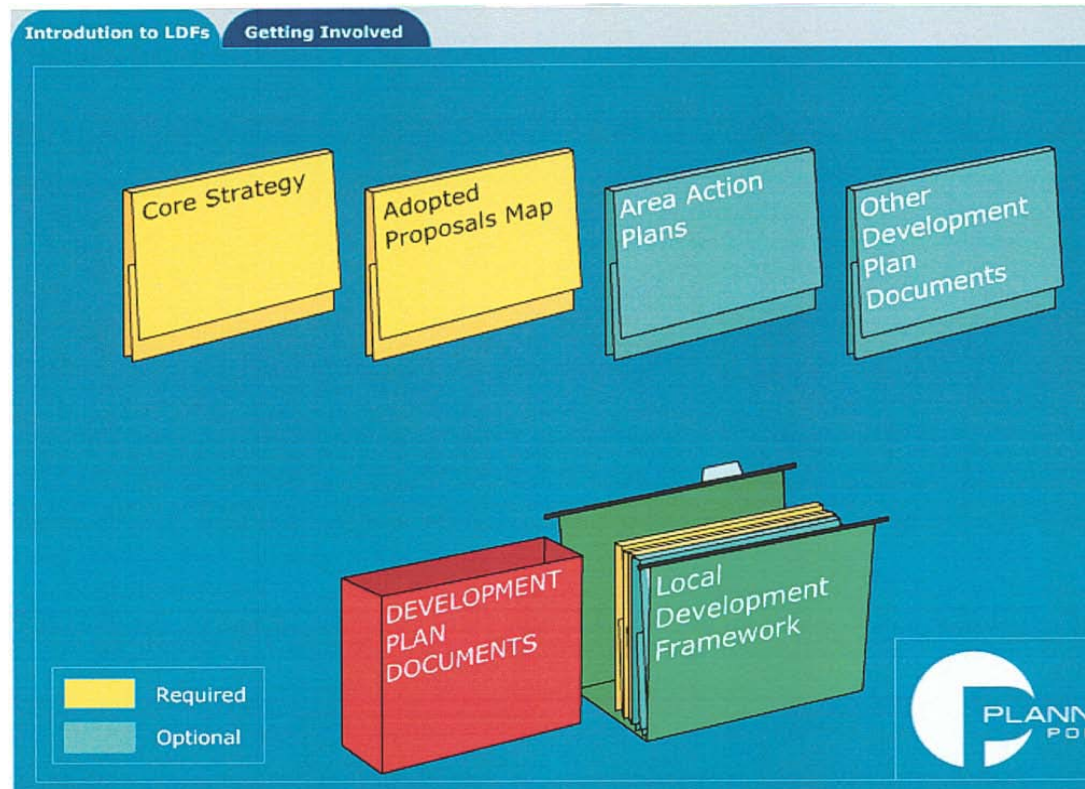 Introdution to LDFs
Getting Involved
Core Strategy
Adopted
Proposals Map
Area Action
Plans
Other
Development
Plan
Documents
DEVELOPMENT
PLAN
DOCUMENTS
Local
Development
Framework
Required
Optional